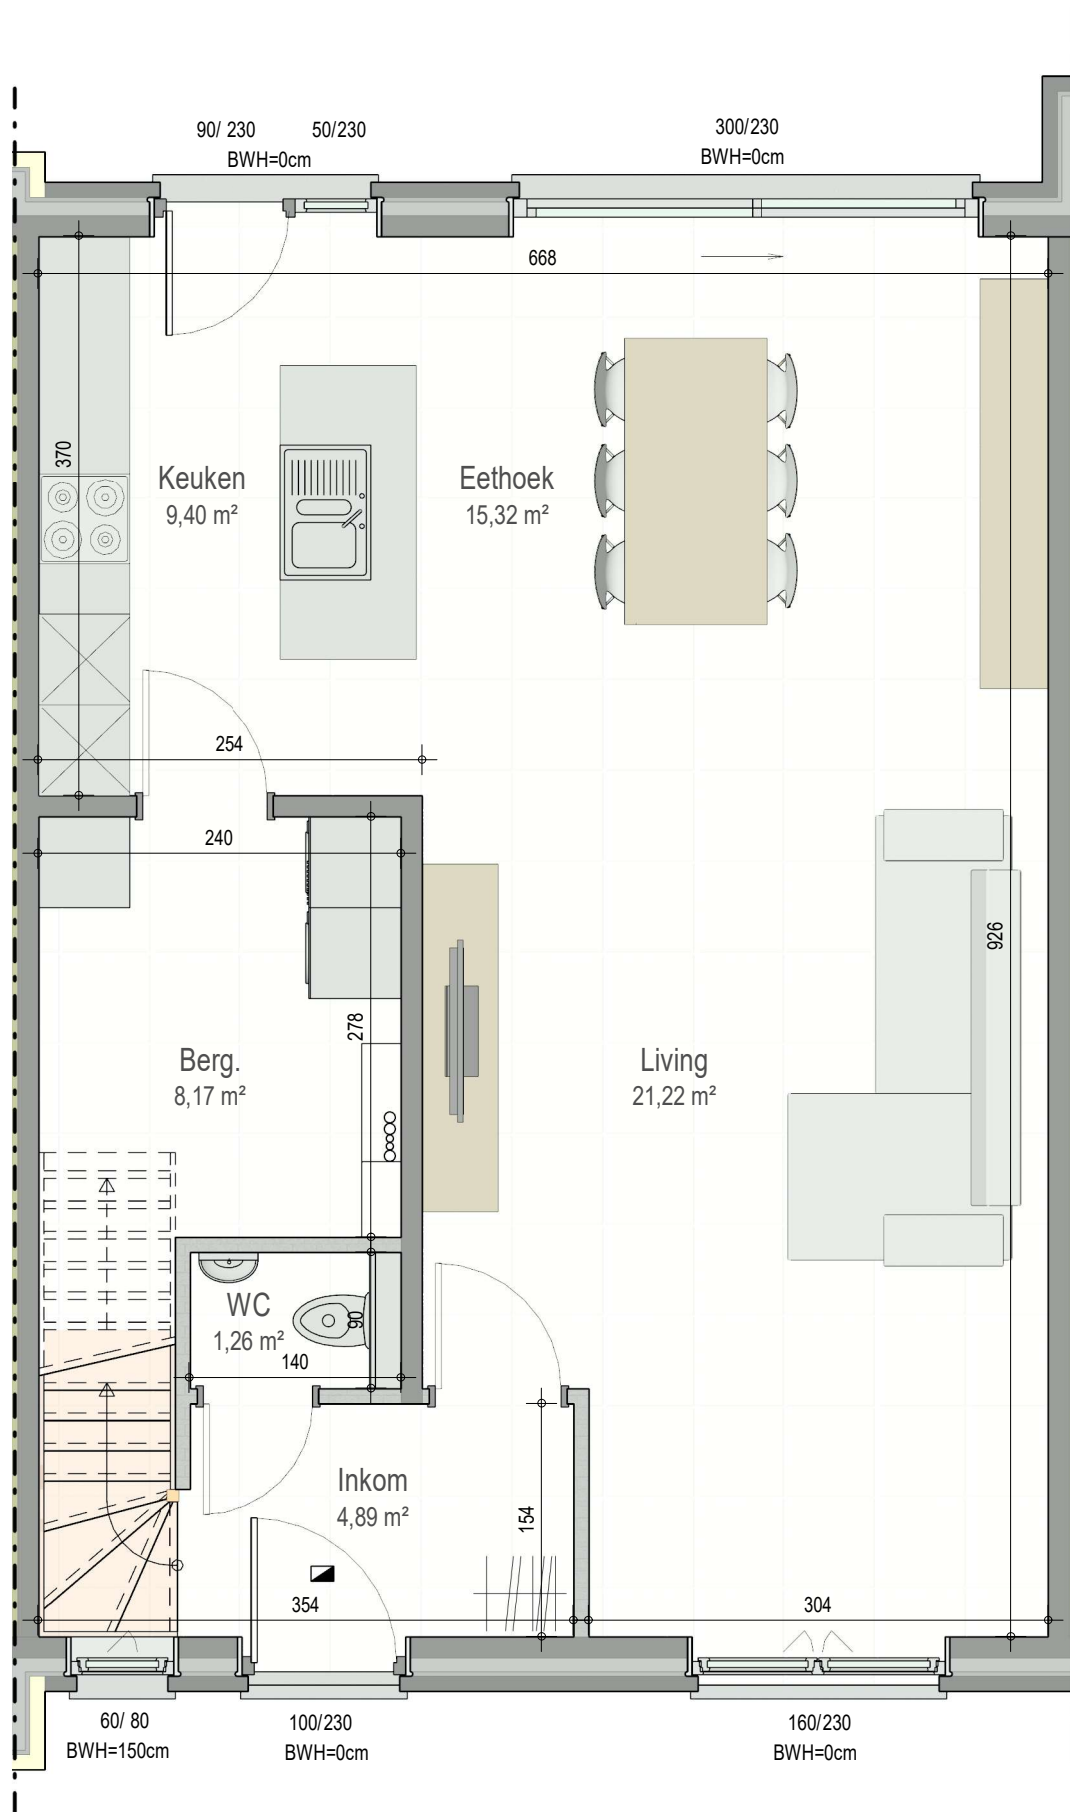 90/ 230
50/230
BWH=0cm
300/230
BWH=0cm
668
370
Keuken
9,40 m²
Eethoek
15,32 m²
254
240
926
278
Berg.
8,17 m²
Living
21,22 m²
WC
1,26 m²
90
140
Inkom
4,89 m²
154
354
304
60/ 80
BWH=150cm
100/230
BWH=0cm
160/230
BWH=0cm